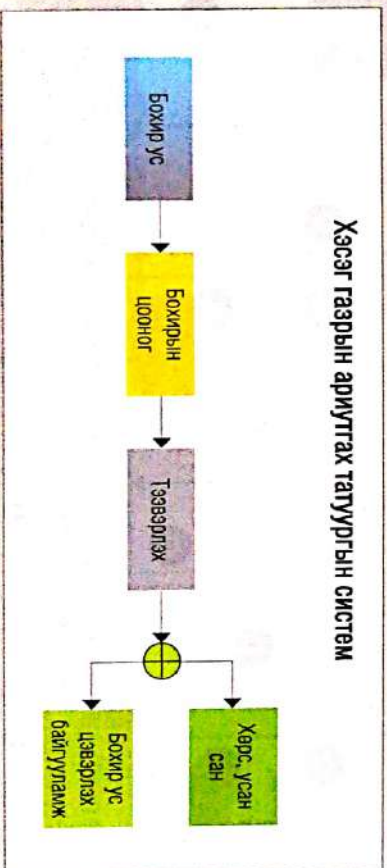 Хэсэг газрын ариутгах татуургын систем
Бохир ус
Бохирын
цооног
Тээвэрлэх
Хөрс, усан
сан
Бохир ус
цэвэрлэх
байгууламж